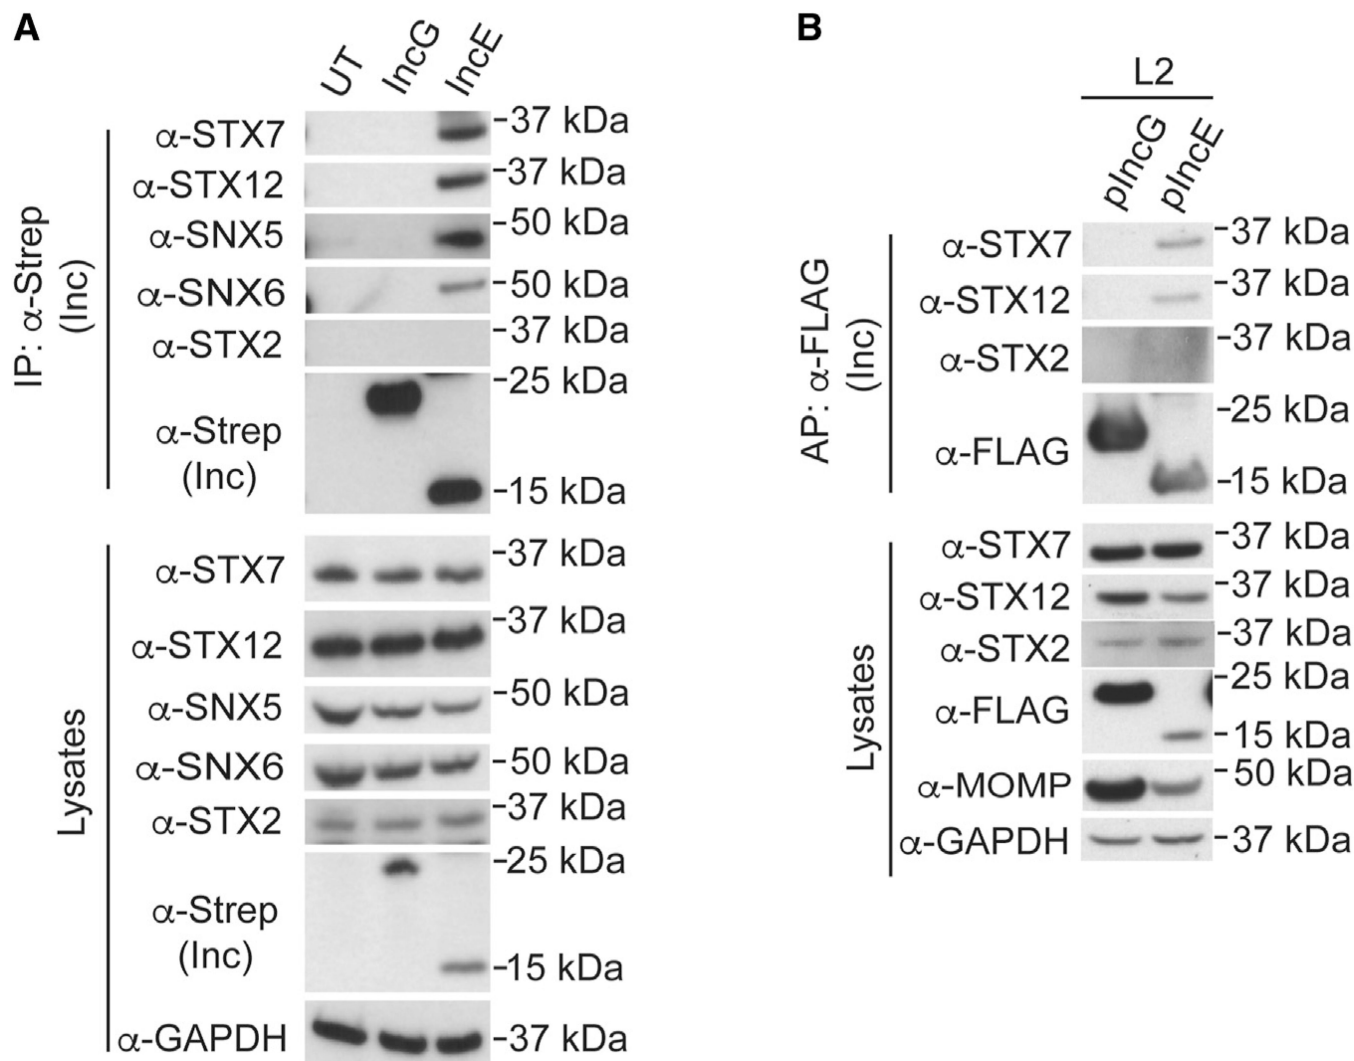 A
UT
IncG
IncE
IP: α-Strep
(Inc)
α-STX7
-37 kDa
α-STX12
-37 kDa
α-SNX5
-50 kDa
α-SNX6
-50 kDa
α-STX2
-37 kDa
-25 kDa
α-Strep
(Inc)
-15 kDa
Lysates
α-STX7
-37 kDa
α-STX12
-37 kDa
α-SNX5
-50 kDa
α-SNX6
-50 kDa
α-STX2
-37 kDa
-25 kDa
α-Strep
(Inc)
-15 kDa
α-GAPDH
-37 kDa
B
L2
pIncG
pIncE
AP: α-FLAG
(Inc)
α-STX7
-37 kDa
α-STX12
-37 kDa
α-STX2
-37 kDa
-25 kDa
α-FLAG
-15 kDa
Lysates
α-STX7
-37 kDa
α-STX12
-37 kDa
α-STX2
-37 kDa
-25 kDa
α-FLAG
-15 kDa
α-MOMP
-50 kDa
α-GAPDH
-37 kDa